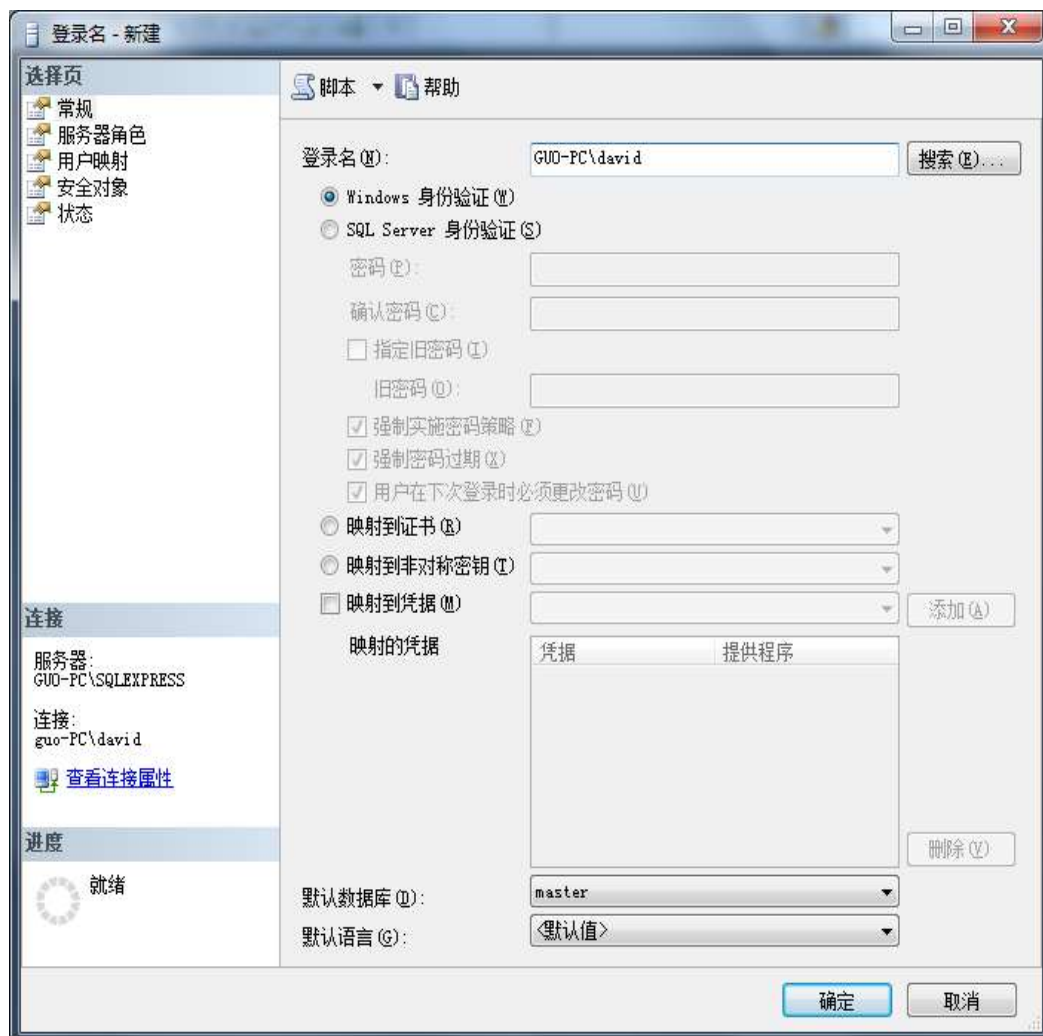 登录名 - 新建
选择页
常规
服务器角色
用户映射
安全对象
状态
连接
服务器:
GUO-PC\SQLEXPRESS
连接:
guo-PC\david
查看连接属性
进度
就绪
脚本 帮助
登录名(N): GUO-PC\david 搜索(E)...
Windows 身份验证(W)
SQL Server 身份验证(S)
密码(P):
确认密码(C):
指定旧密码(I)
旧密码(O):
强制实施密码策略(F)
强制密码过期(X)
用户在下次登录时必须更改密码(U)
映射到证书(R)
映射到非对称密钥(T)
映射到凭据(M) 添加(A)
映射的凭据 凭据 提供程序
删除(V)
默认数据库(D): master
默认语言(G): <默认值>
确定 取消